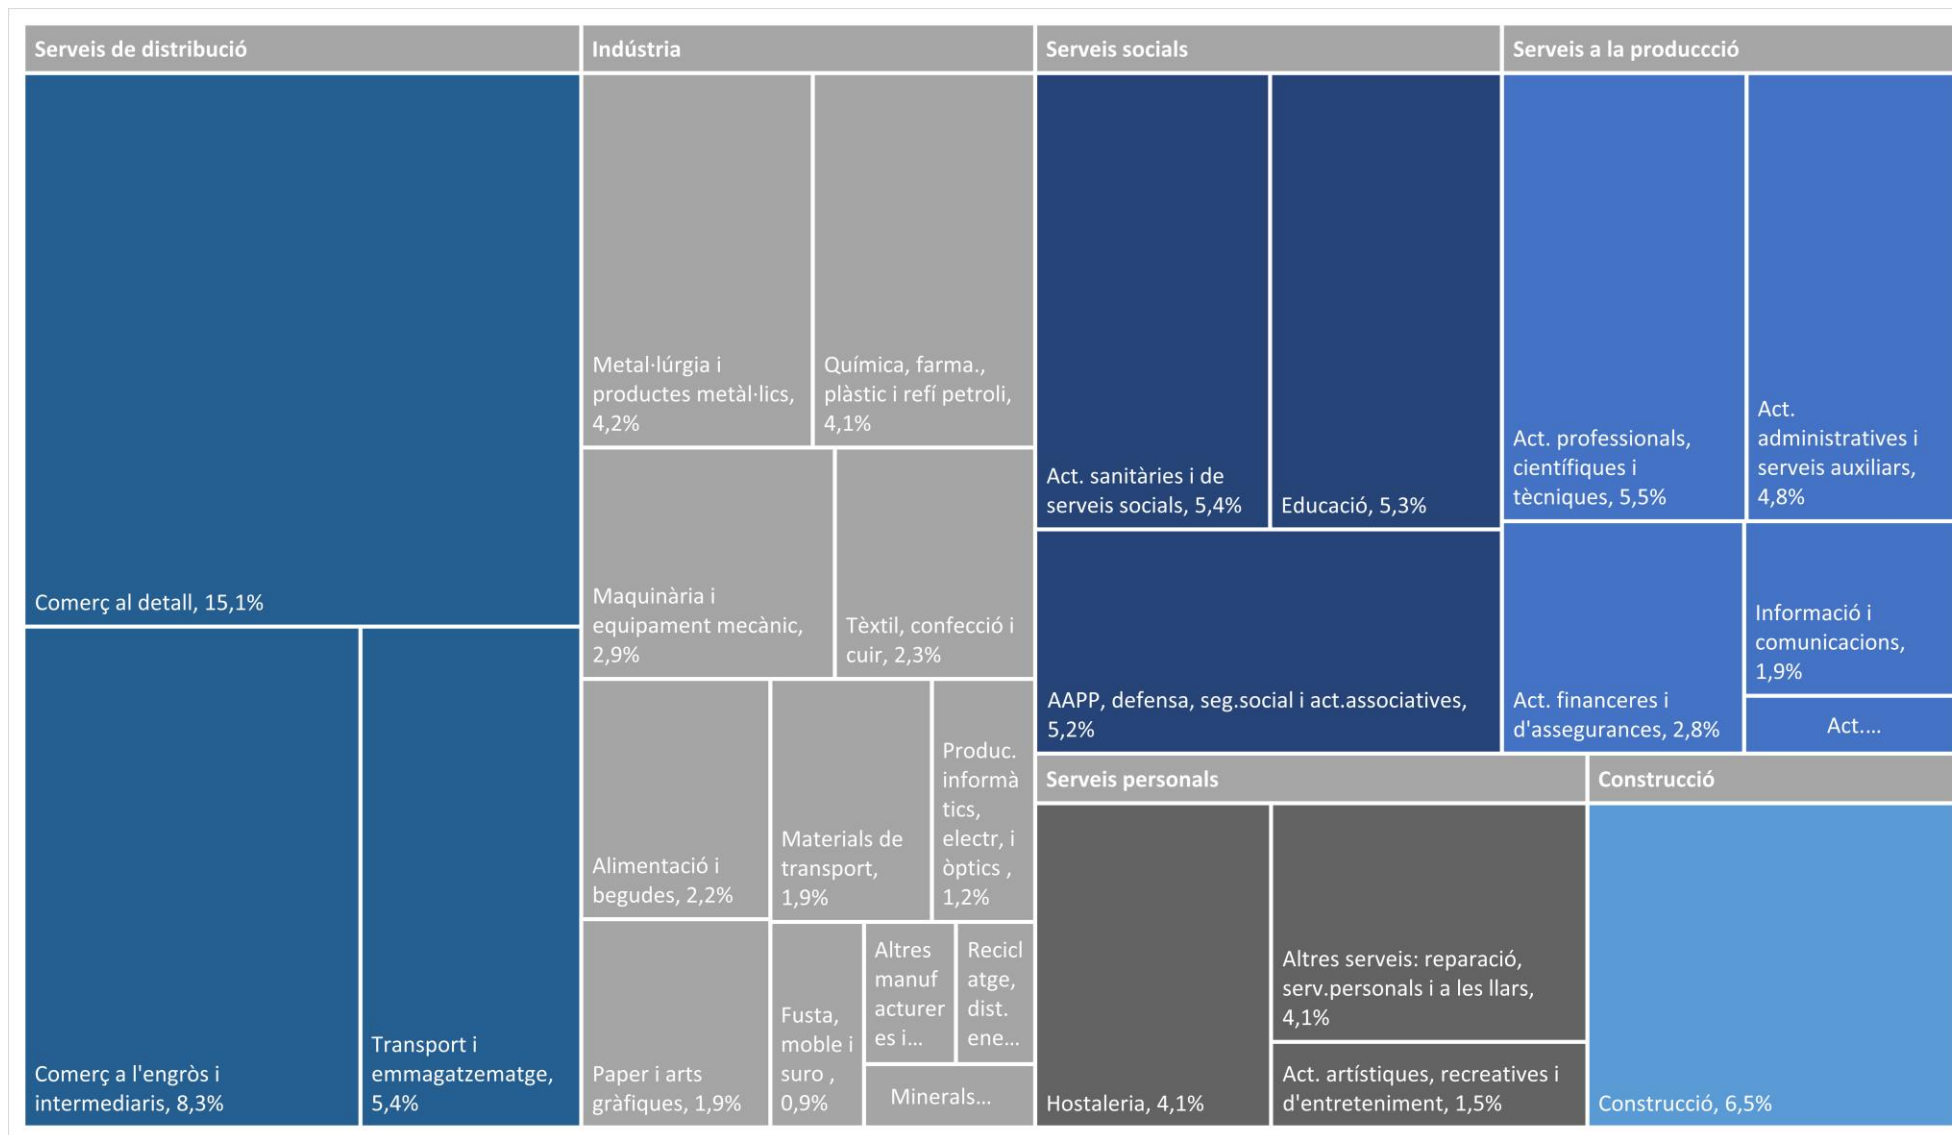 Serveis de distribució
Comerç al detall, 15,1%
Comerç a l'engròs i
intermediaris, 8,3%
Transport i
emmagatzematge,
5,4%
Indústria
Metal·lúrgia i
productes metàl·lics,
4,2%
Química, farma.,
plàstic i refí petroli,
4,1%
Maquinària i
equipament mecànic,
2,9%
Tèxtil, confecció i
cuir, 2,3%
Alimentació i
begudes, 2,2%
Materials de
transport,
1,9%
Produc.
informà
tics,
electr, i
òptics ,
1,2%
Paper i arts
gràfiques, 1,9%
Fusta,
moble i
suro ,
0,9%
Altres
manuf
acturer
es i...
Recicl
atge,
dist.
ene...
Minerals...
Serveis socials
Act. sanitàries i de
serveis socials, 5,4%
Educació, 5,3%
AAPP, defensa, seg.social i act.associatives,
5,2%
Serveis a la produccció
Act. professionals,
científiques i
tècniques, 5,5%
Act.
administratives i
serveis auxiliars,
4,8%
Act. financeres i
d'assegurances, 2,8%
Informació i
comunicacions,
1,9%
Act....
Serveis personals
Hostaleria, 4,1%
Altres serveis: reparació,
serv.personals i a les llars,
4,1%
Act. artístiques, recreatives i
d'entreteniment, 1,5%
Construcció
Construcció, 6,5%